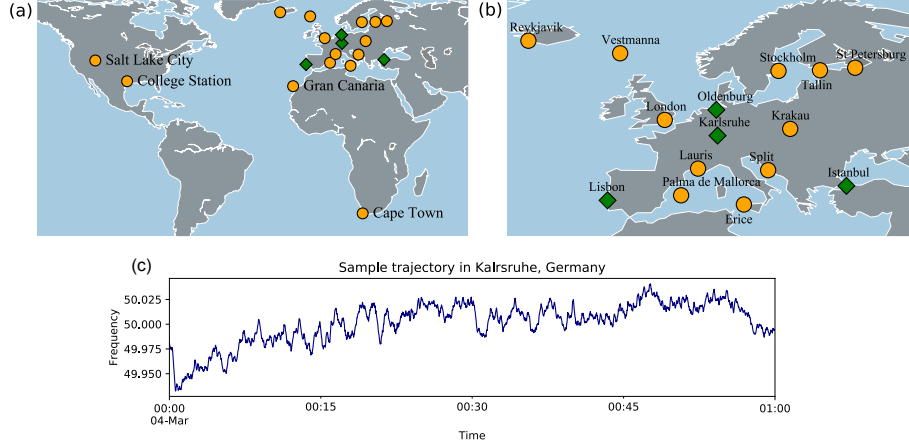 (a)
Salt Lake City
College Station
Gran Canaria
Cape Town
(b)
Reykjavik
Vestmanna
Stockholm
St Petersburg
Tallin
Oldenburg
London
Karlsruhe
Krakau
Lauris
Split
Istanbul
Lisbon
Palma de Mallorca
Erice
(c)
Sample trajectory in Kalrsruhe, Germany
Frequency
50.025
50.000
49.975
49.950
00:00
00:15
00:30
00:45
01:00
04-Mar
Time